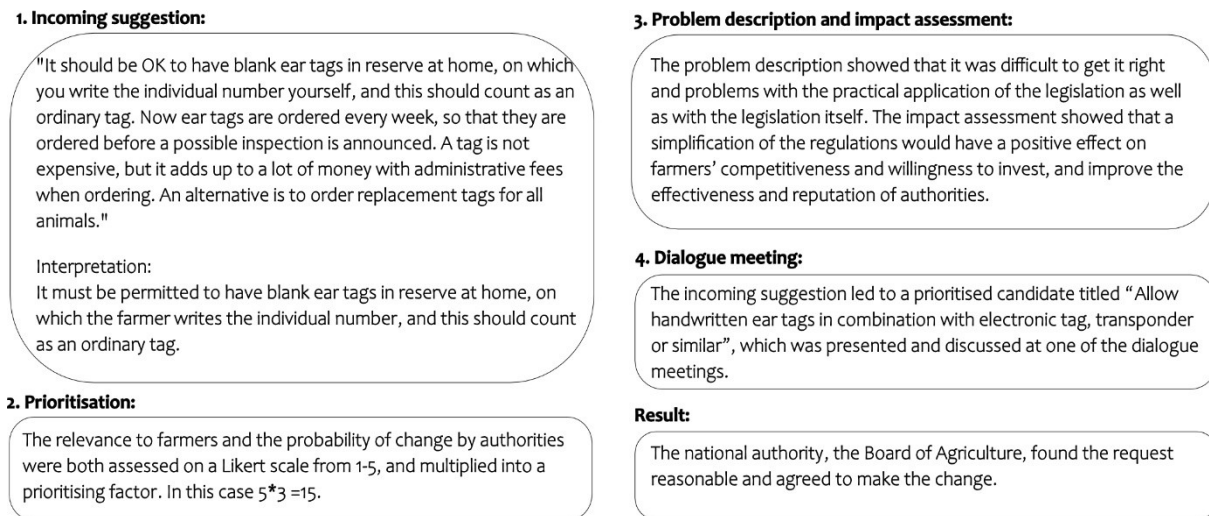 1. Incoming suggestion:
"It should be OK to have blank ear tags in reserve at home, on which
you write the individual number yourself, and this should count as an
ordinary tag. Now ear tags are ordered every week, so that they are
ordered before a possible inspection is announced. A tag is not
expensive, but it adds up to a lot of money with administrative fees
when ordering. An alternative is to order replacement tags for all
animals."
Interpretation:
It must be permitted to have blank ear tags in reserve at home, on
which the farmer writes the individual number, and this should count
as an ordinary tag.
2. Prioritisation:
The relevance to farmers and the probability of change by authorities
were both assessed on a Likert scale from 1-5, and multiplied into a
prioritising factor. In this case 5*3 =15.
3. Problem description and impact assessment:
The problem description showed that it was difficult to get it right
and problems with the practical application of the legislation as well
as with the legislation itself. The impact assessment showed that a
simplification of the regulations would have a positive effect on
farmers' competitiveness and willingness to invest, and improve the
effectiveness and reputation of authorities.
4. Dialogue meeting:
The incoming suggestion led to a prioritised candidate titled "Allow
handwritten ear tags in combination with electronic tag, transponder
or similar", which was presented and discussed at one of the dialogue
meetings.
Result:
The national authority, the Board of Agriculture, found the request
reasonable and agreed to make the change.